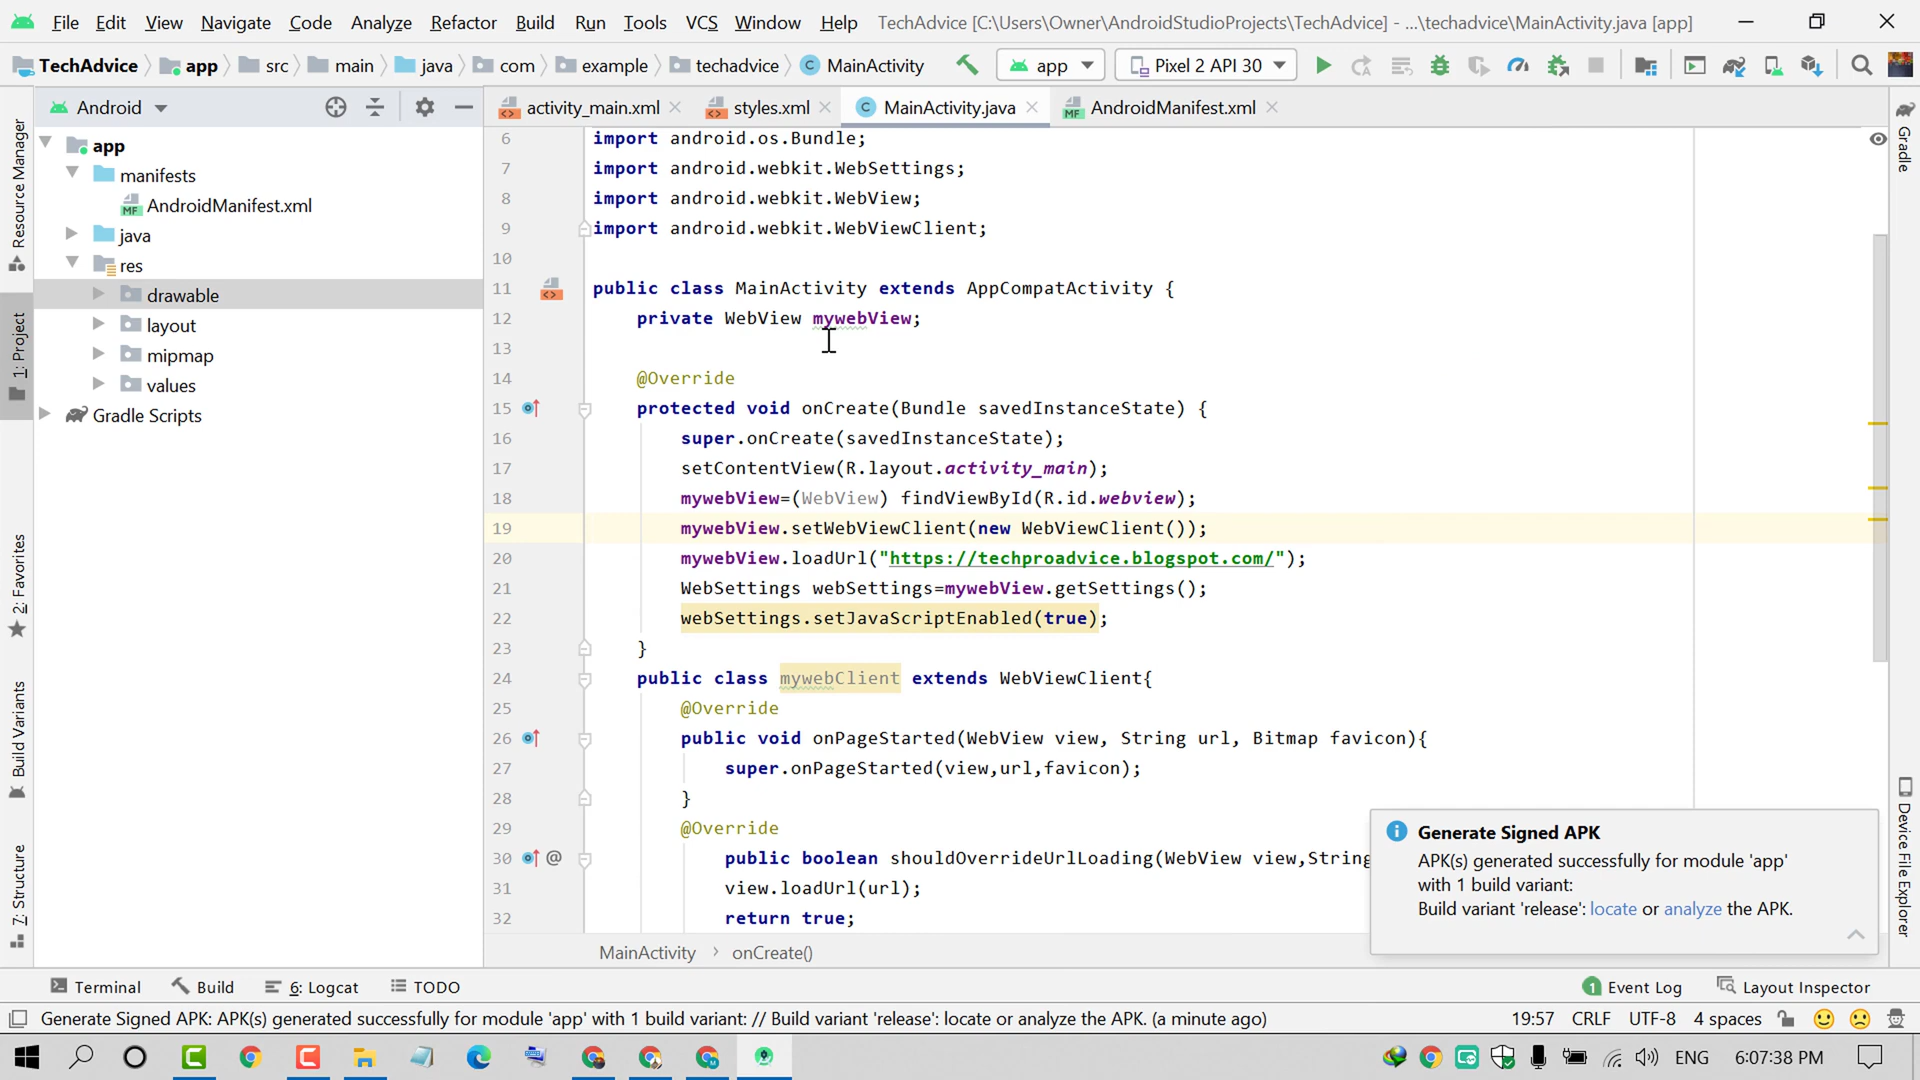 File Edit View Navigate Code Analyze Refactor Build Run Tools VCS Window Help TechAdvice [C:\Users\Owner\AndroidStudioProjects\TechAdvice] - ...\techadvice\MainActivity.java [app]
TechAdvice app src main java com example techadvice MainActivity app Pixel 2 API 30
Android
activity_main.xml styles.xml MainActivity.java AndroidManifest.xml
app
manifests
AndroidManifest.xml
java
res
drawable
layout
mipmap
values
Gradle Scripts
Resource Manager
1: Project
2: Favorites
Build Variants
7: Structure
6 import android.os.Bundle;
7 import android.webkit.WebSettings;
8 import android.webkit.WebView;
9 import android.webkit.WebViewClient;
10
11 public class MainActivity extends AppCompatActivity {
12 private WebView mywebView;
13
14 @Override
15 protected void onCreate(Bundle savedInstanceState) {
16 super.onCreate(savedInstanceState);
17 setContentView(R.layout.activity_main);
18 mywebView=(WebView) findViewById(R.id.webview);
19 mywebView.setWebViewClient(new WebViewClient());
20 mywebView.loadUrl("https://techproadvice.blogspot.com/");
21 WebSettings webSettings=mywebView.getSettings();
22 webSettings.setJavaScriptEnabled(true);
23 }
24 public class mywebClient extends WebViewClient{
25 @Override
26 public void onPageStarted(WebView view, String url, Bitmap favicon){
27 super.onPageStarted(view,url,favicon);
28 }
29 @Override
30 @ public boolean shouldOverrideUrlLoading(WebView view,String
31 view.loadUrl(url);
32 return true;
MainActivity > onCreate()
Gradle
Device File Explorer
Generate Signed APK
APK(s) generated successfully for module 'app'
with 1 build variant:
Build variant 'release': locate or analyze the APK.
Terminal Build 6: Logcat TODO 1 Event Log Layout Inspector
Generate Signed APK: APK(s) generated successfully for module 'app' with 1 build variant: // Build variant 'release': locate or analyze the APK. (a minute ago) 19:57 CRLF UTF-8 4 spaces
ENG 6:07:38 PM